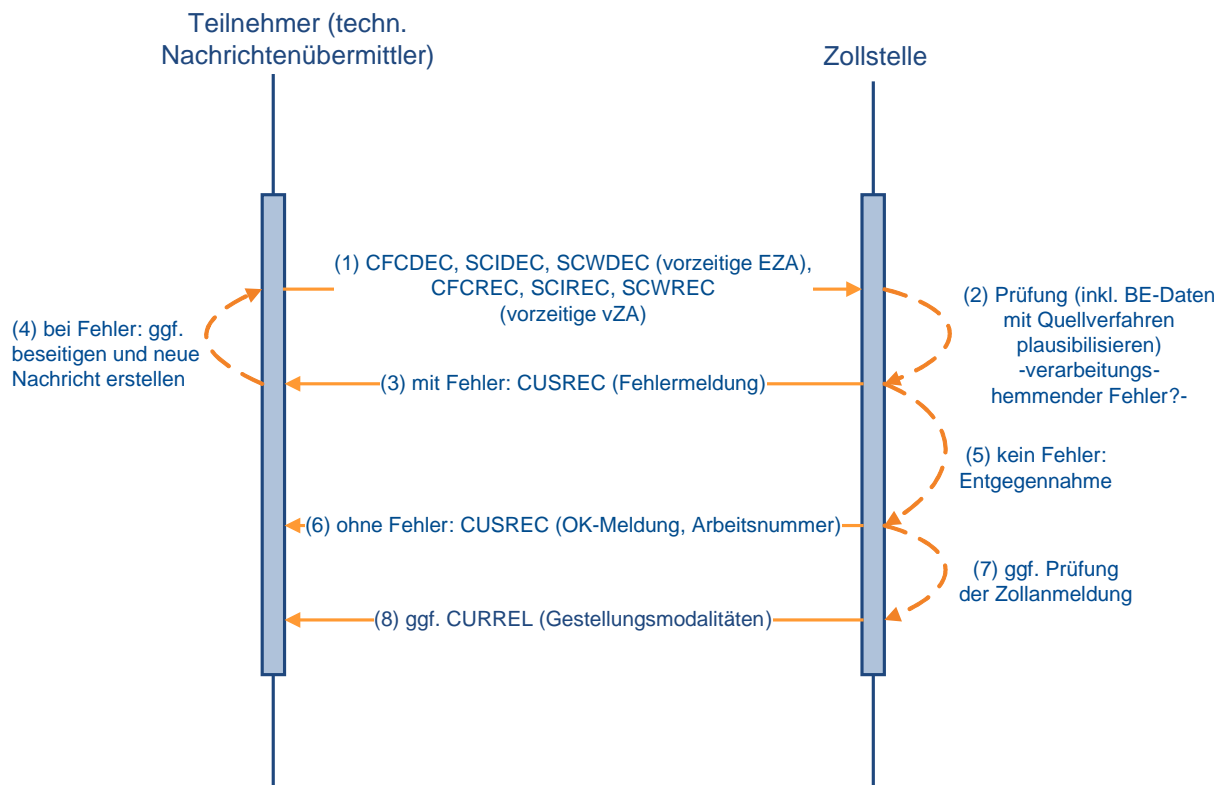 Teilnehmer (techn.
Nachrichtenübermittler)
Zollstelle
(1) CFCDEC, SCIDEC, SCWDEC (vorzeitige EZA),
CFCREC, SCIREC, SCWREC
(vorzeitige vZA)
(2) Prüfung (inkl. BE-Daten
mit Quellverfahren
plausibilisieren)
-verarbeitungs-
hemmender Fehler?-
(3) mit Fehler: CUSREC (Fehlermeldung)
(4) bei Fehler: ggf.
beseitigen und neue
Nachricht erstellen
(5) kein Fehler:
Entgegennahme
(6) ohne Fehler: CUSREC (OK-Meldung, Arbeitsnummer)
(7) ggf. Prüfung
der Zollanmeldung
(8) ggf. CURREL (Gestellungsmodalitäten)